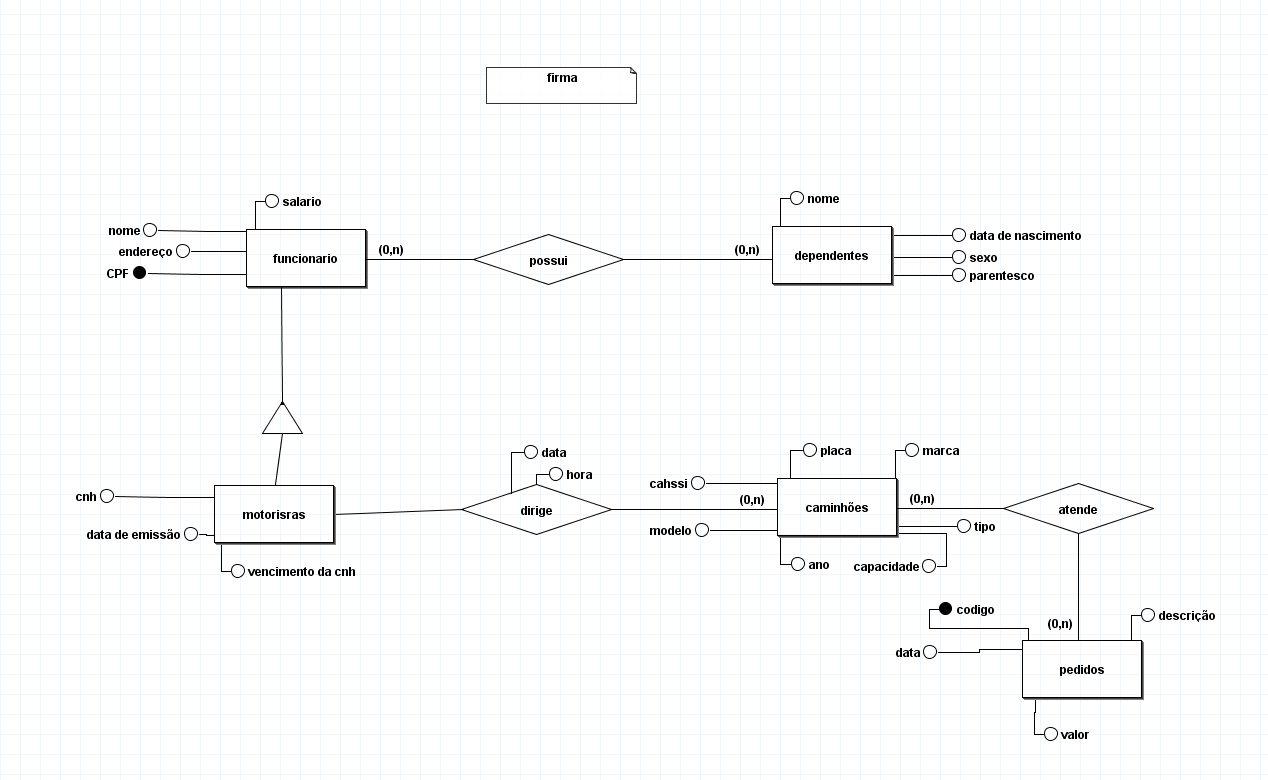 firma
salario
nome
nome
endereço
CPF
funcionario
(0,n)
possui
(0,n)
dependentes
data de nascimento
sexo
parentesco
data
hora
placa
marca
cnh
cahssi
(0,n)
(0,n)
motorisras
dirige
caminhões
atende
data de emissão
modelo
tipo
vencimento da cnh
ano
capacidade
codigo
(0,n)
descrição
data
pedidos
valor